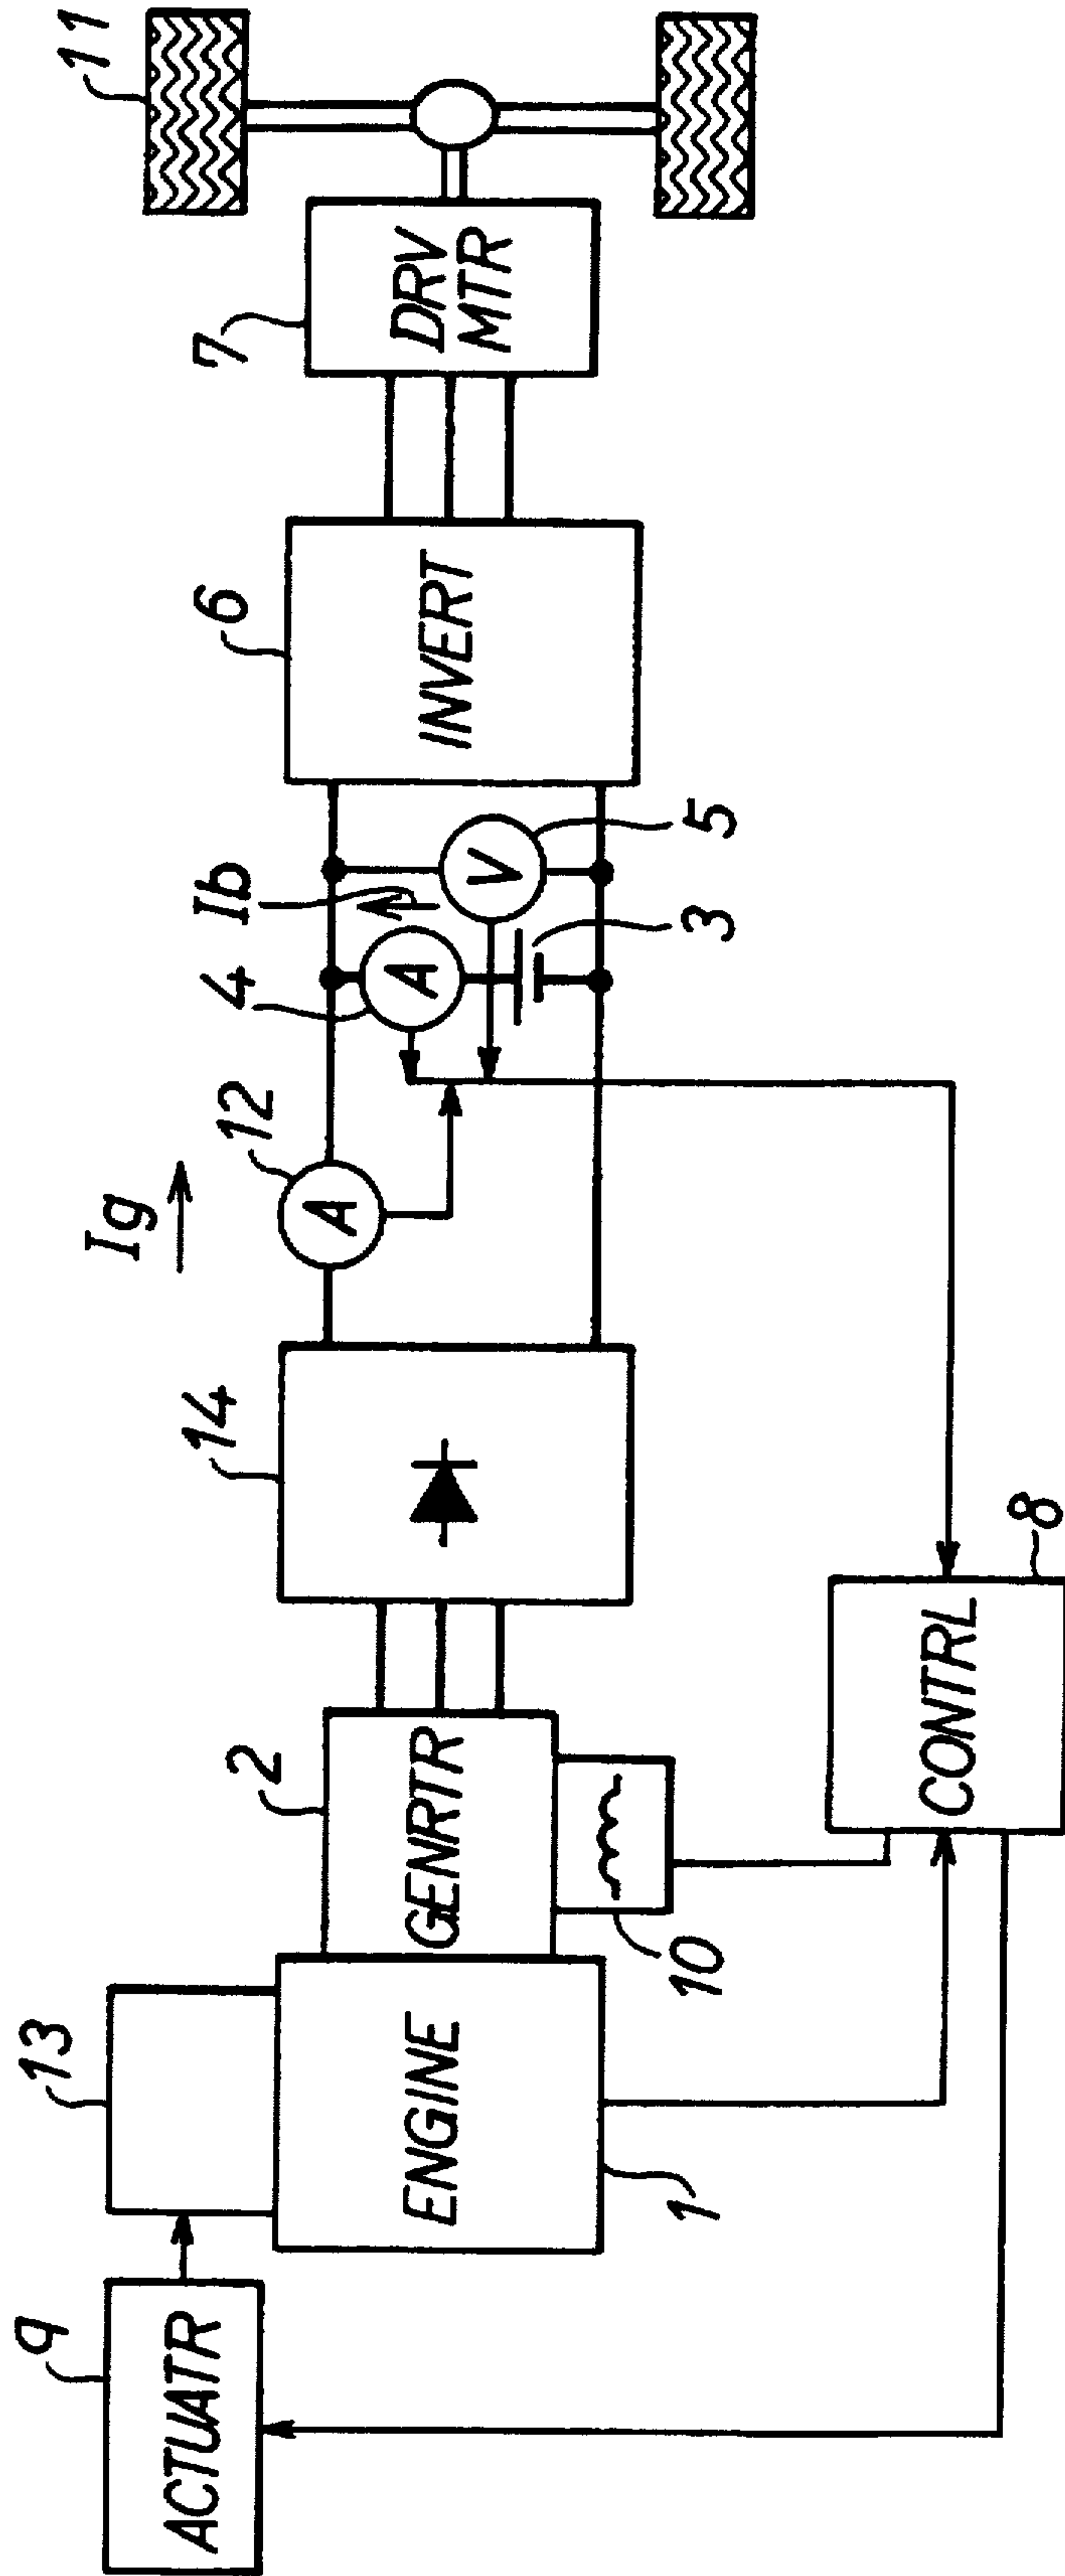 11
7
DRV
MTR
6
INVERT
Ib
5
4
A
V
3
Ig
12
A
14
2
GENRTR
10
8
CONTRL
13
ENGINE
1
9
ACTUATR